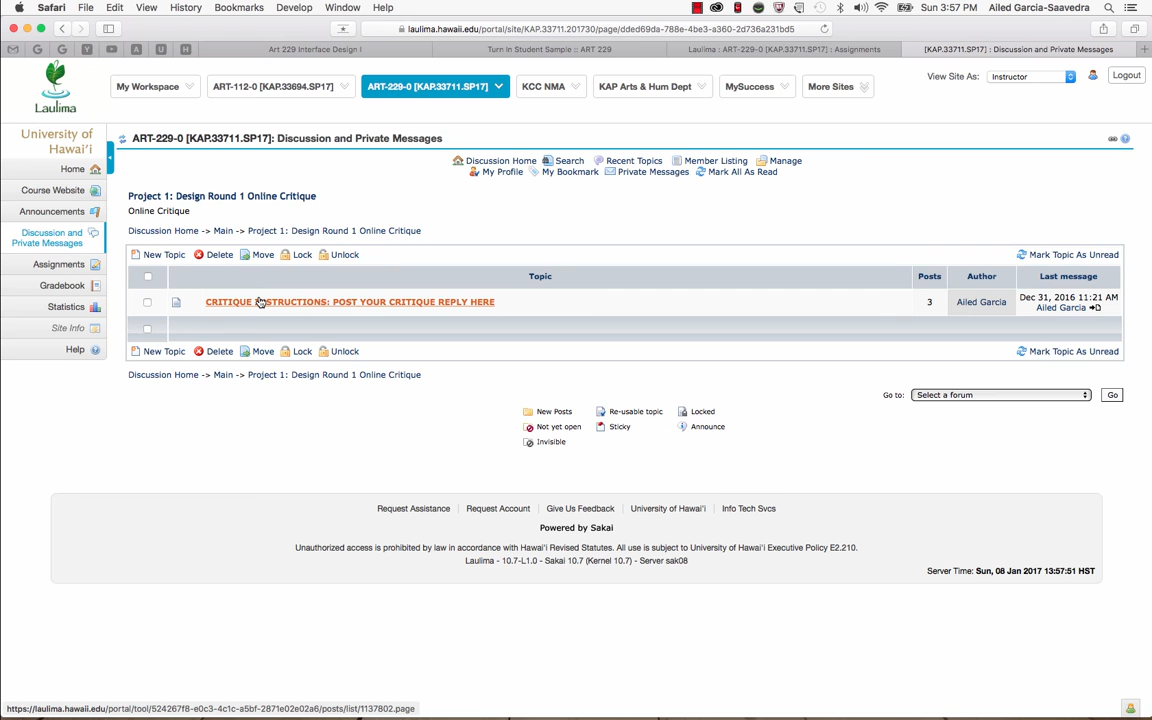 Safari File Edit View History Bookmarks Develop Window Help Sun 3:57 PM Ailed Garcia-Saavedra
laulima.hawaii.edu/portal/site/KAP.33711.201730/page/dded69da-788e-4be3-a360-2d736a231bd5
Art 229 Interface Design I Turn In Student Sample :: ART 229 Laulima : ART-229-0 [KAP.33711.SP17] : Assignments [KAP.33711.SP17] : Discussion and Private Messages
Laulima
My Workspace ART-112-0 [KAP.33694.SP17] ART-229-0 [KAP.33711.SP17] KCC NMA KAP Arts & Hum Dept MySuccess More Sites View Site As: Instructor Logout
University of Hawai'i
Home
Course Website
Announcements
Discussion and Private Messages
Assignments
Gradebook
Statistics
Site Info
Help
ART-229-0 [KAP.33711.SP17]: Discussion and Private Messages
Discussion Home Search Recent Topics Member Listing Manage
My Profile My Bookmark Private Messages Mark All As Read
Project 1: Design Round 1 Online Critique
Online Critique
Discussion Home -> Main -> Project 1: Design Round 1 Online Critique
New Topic Delete Move Lock Unlock Mark Topic As Unread
Topic Posts Author Last message
CRITIQUE INSTRUCTIONS: POST YOUR CRITIQUE REPLY HERE 3 Ailed Garcia Dec 31, 2016 11:21 AM
Ailed Garcia
New Topic Delete Move Lock Unlock Mark Topic As Unread
Discussion Home -> Main -> Project 1: Design Round 1 Online Critique
Go to: Select a forum Go
New Posts Re-usable topic Locked
Not yet open Sticky Announce
Invisible
Request Assistance Request Account Give Us Feedback University of Hawai'i Info Tech Svcs
Powered by Sakai
Unauthorized access is prohibited by law in accordance with Hawai'i Revised Statutes. All use is subject to University of Hawai'i Executive Policy E2.210.
Laulima - 10.7-L1.0 - Sakai 10.7 (Kernel 10.7) - Server sak08
Server Time: Sun, 08 Jan 2017 13:57:51 HST
https://laulima.hawaii.edu/portal/tool/524267f8-e0c3-4c1c-a5bf-2871e02e02a6/posts/list/1137802.page